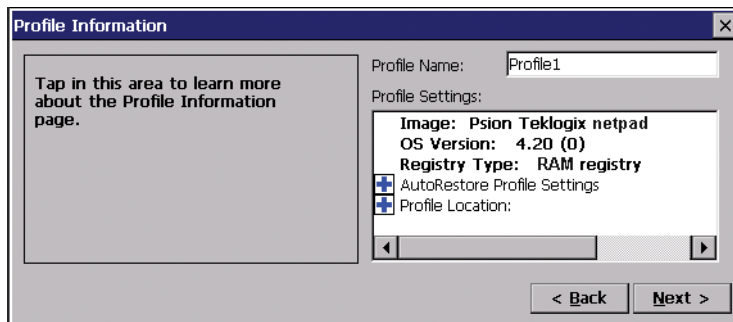 Profile Information
Tap in this area to learn more
about the Profile Information
page.
Profile Name: Profile1
Profile Settings:
Image: Psion Teklogix netpad
OS Version: 4.20 (0)
Registry Type: RAM registry
AutoRestore Profile Settings
Profile Location:
< Back Next >